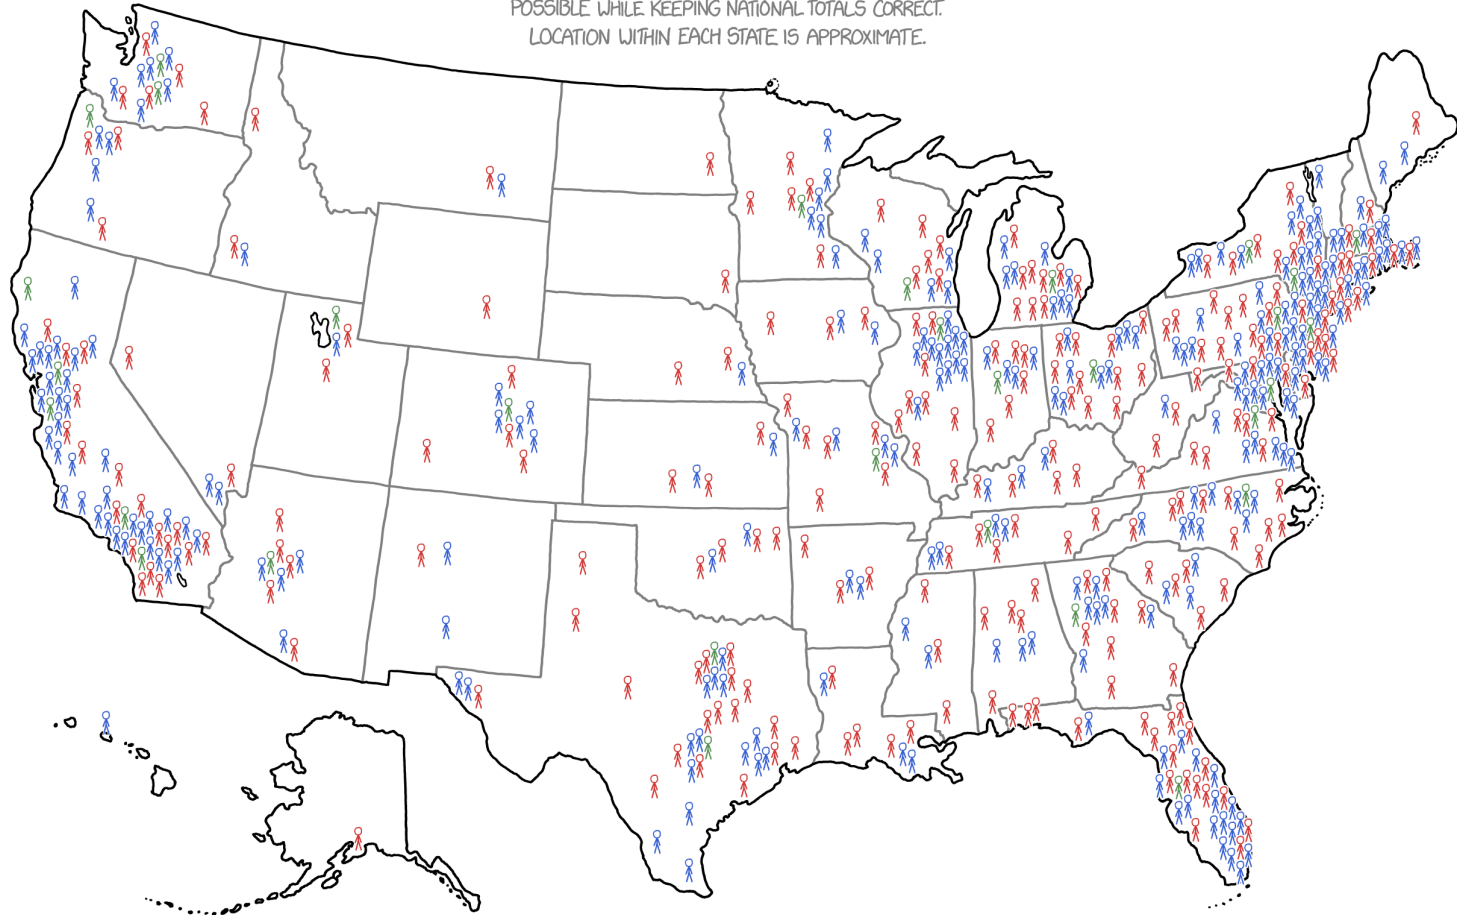 POSSIBLE WHILE KEEPING NATIONAL TOTALS CORRECT.
LOCATION WITHIN EACH STATE IS APPROXIMATE.